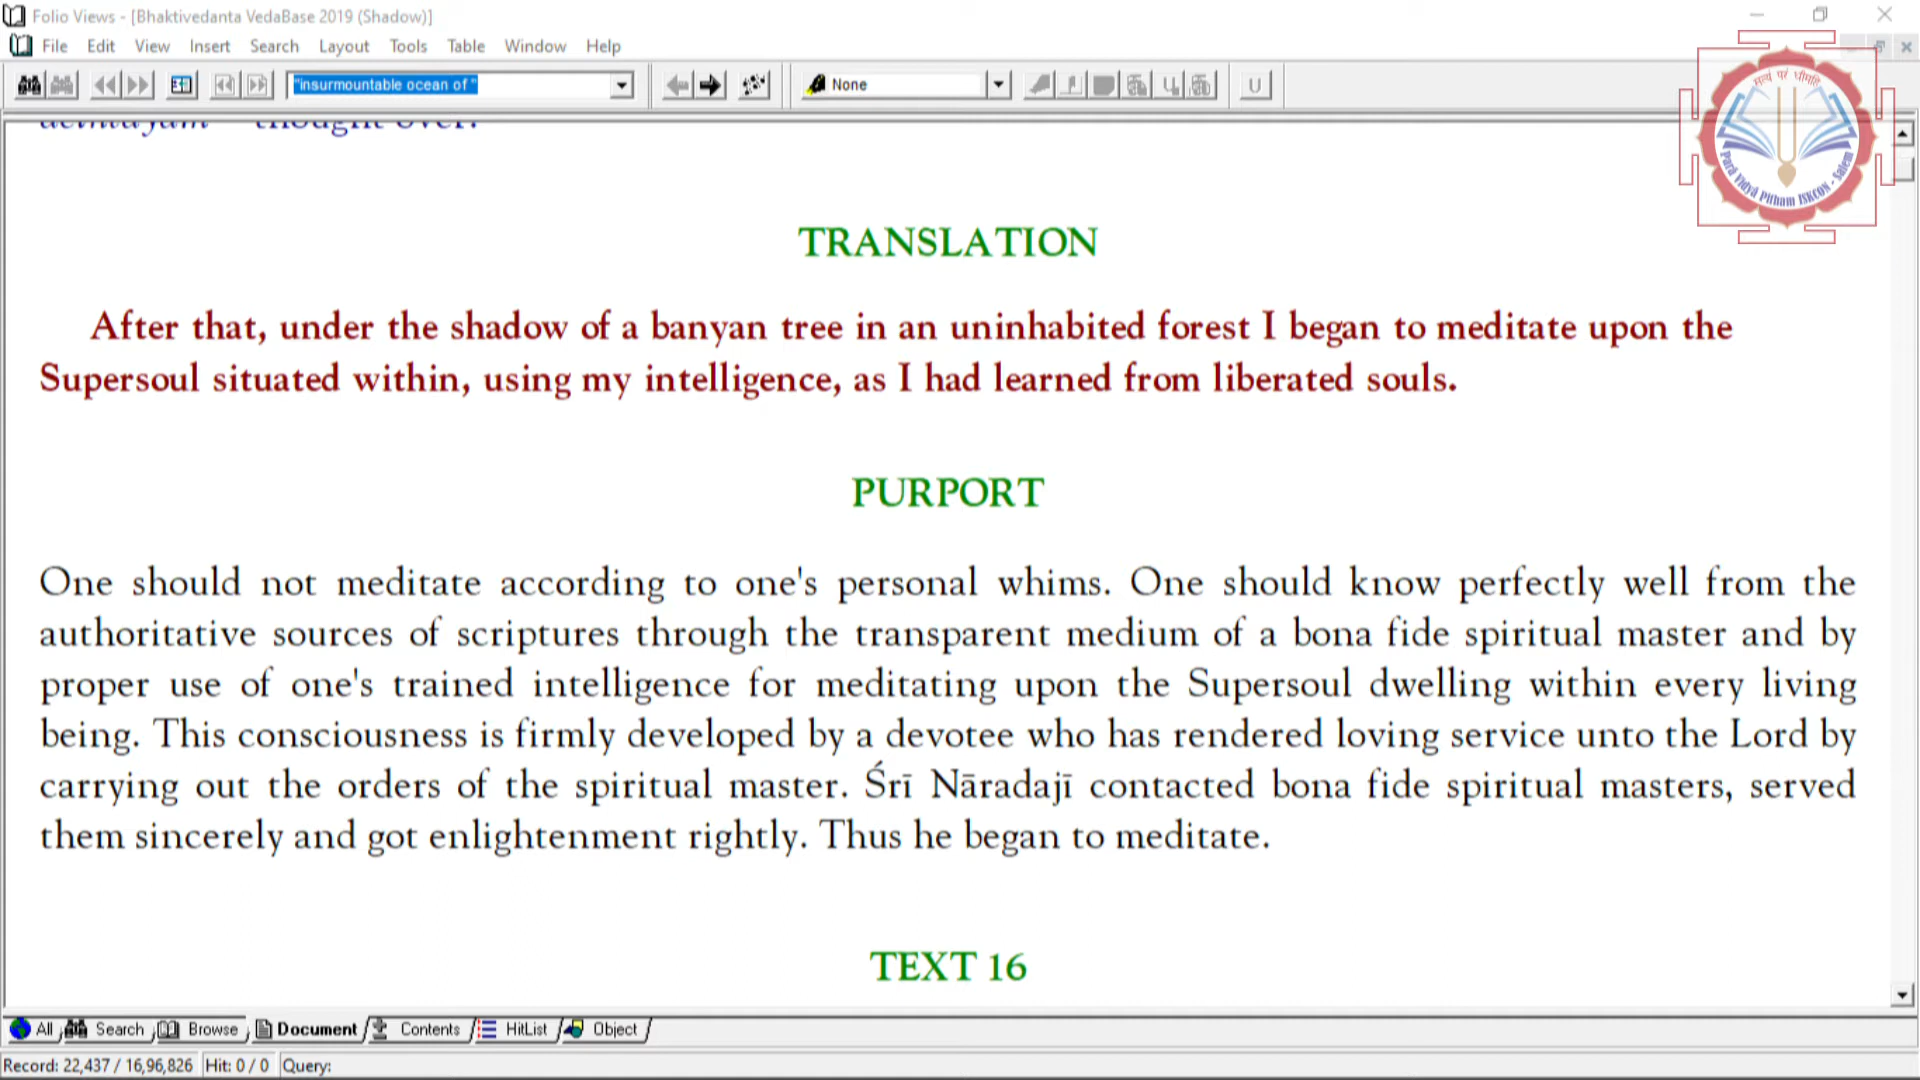 Folio Views - [Bhaktivedanta VedaBase 2019 (Shadow)]
File Edit View Insert Search Layout Tools Table Window Help
"insurmountable ocean of " None U
सत्यं परं धीमहि
Para Vidya Pitham ISKCON - Salem
TRANSLATION
After that, under the shadow of a banyan tree in an uninhabited forest I began to meditate upon the
Supersoul situated within, using my intelligence, as I had learned from liberated souls.
PURPORT
One should not meditate according to one's personal whims. One should know perfectly well from the
authoritative sources of scriptures through the transparent medium of a bona fide spiritual master and by
proper use of one's trained intelligence for meditating upon the Supersoul dwelling within every living
being. This consciousness is firmly developed by a devotee who has rendered loving service unto the Lord by
carrying out the orders of the spiritual master. Śrī Nāradajī contacted bona fide spiritual masters, served
them sincerely and got enlightenment rightly. Thus he began to meditate.
TEXT 16
All Search Browse Document Contents HitList Object
Record: 22,437 / 16,96,826 Hit: 0 / 0 Query: